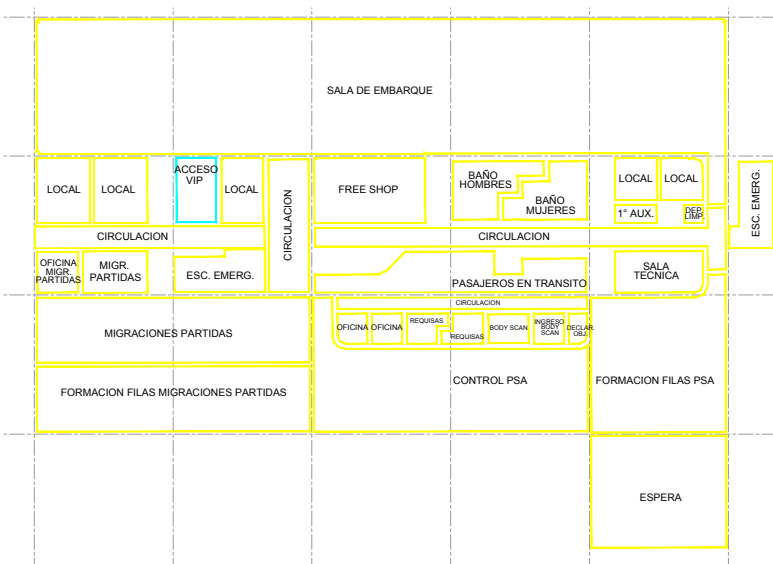 SALA DE EMBARQUE
LOCAL
LOCAL
ACCESO
VIP
LOCAL
CIRCULACION
FREE SHOP
BAÑO
HOMBRES
BAÑO
MUJERES
LOCAL
LOCAL
1° AUX.
DEP.
LIMP.
ESC. EMERG.
CIRCULACION
CIRCULACION
OFICINA
MIGR.
PARTIDAS
MIGR.
PARTIDAS
ESC. EMERG.
PASAJEROS EN TRANSITO
SALA
TECNICA
CIRCULACION
OFICINA
OFICINA
REQUISAS
REQUISAS
BODY SCAN
INGRESO
BODY
SCAN
DECLAR.
OBJ.
MIGRACIONES PARTIDAS
FORMACION FILAS MIGRACIONES PARTIDAS
CONTROL PSA
FORMACION FILAS PSA
ESPERA